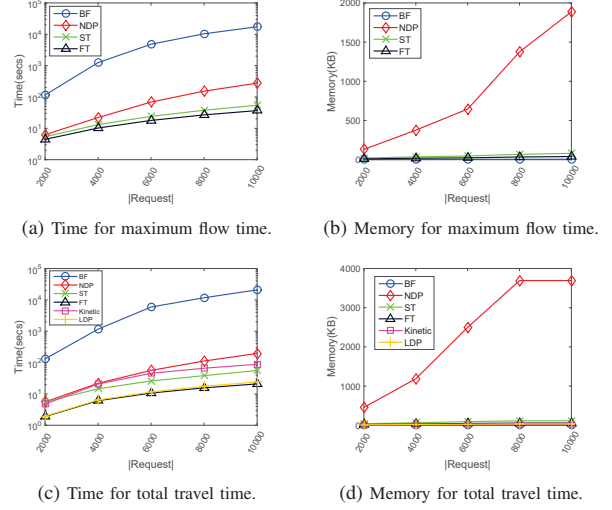 10^5
10^4
10^3
10^2
10^1
10^0
Time(secs)
BF
NDP
ST
FT
2000
4000
6000
8000
10000
|Request|
(a) Time for maximum flow time.
2000
1500
1000
500
0
Memory(KB)
BF
NDP
ST
FT
2000
4000
6000
8000
10000
|Request|
(b) Memory for maximum flow time.
10^5
10^4
10^3
10^2
10^1
10^0
Time(secs)
BF
NDP
ST
FT
Kinetic
LDP
2000
4000
6000
8000
10000
|Request|
(c) Time for total travel time.
4000
3000
2000
1000
0
Memory(KB)
BF
NDP
ST
FT
Kinetic
LDP
2000
4000
6000
8000
10000
|Request|
(d) Memory for total travel time.